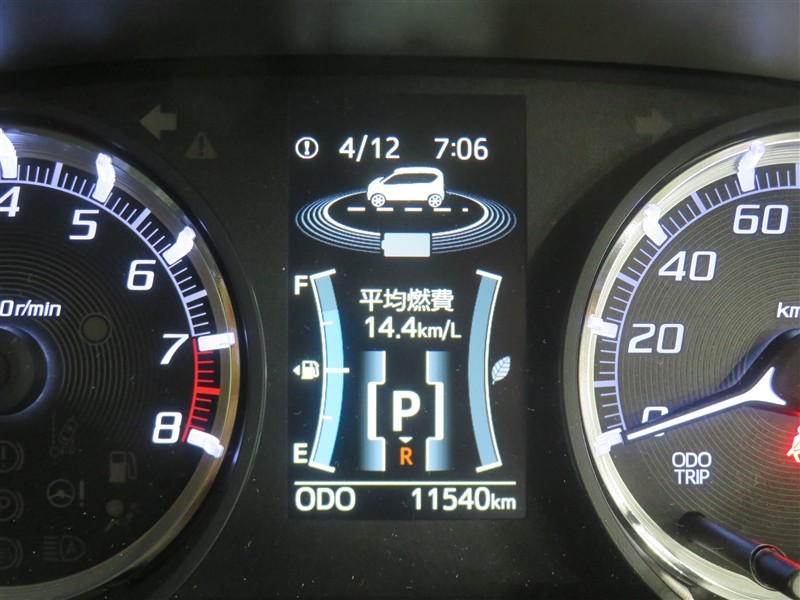 4/12 7:06
F
平均燃費
14.4km/L
E
P
R
ODO 11540km
4
5
6
7
8
0r/min
0
20
40
60
km
ODO
TRIP